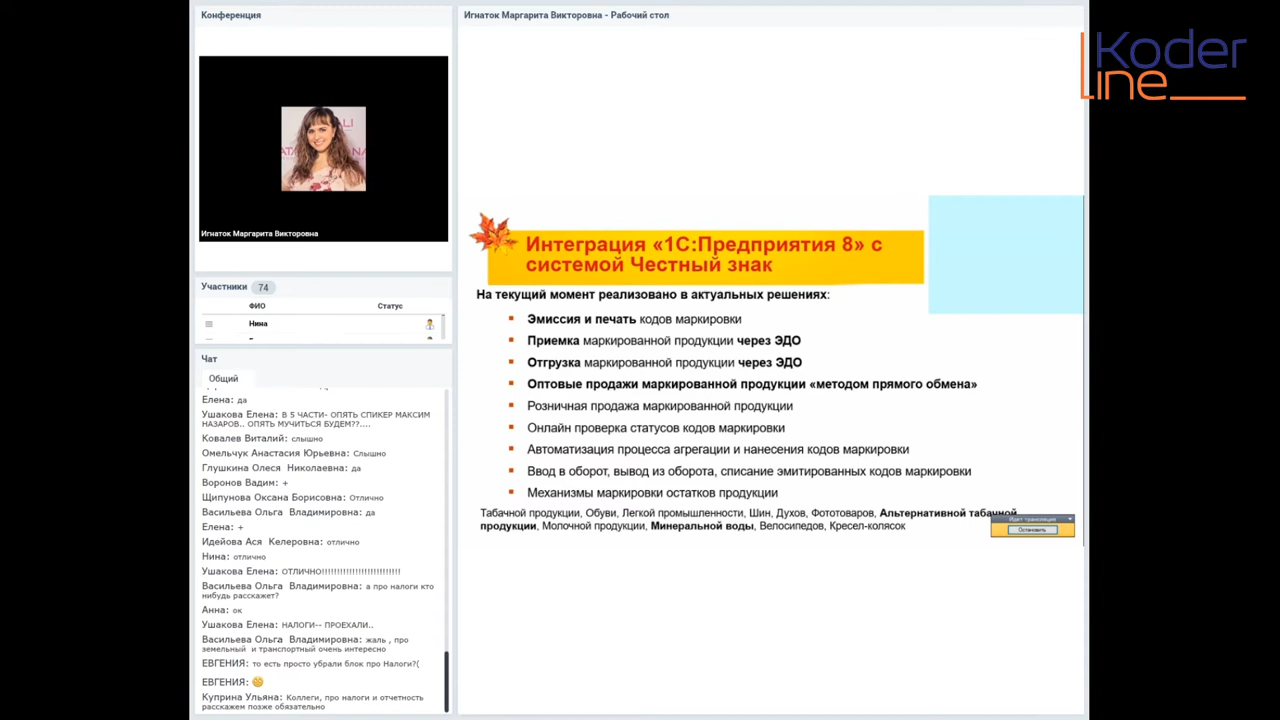 Конференция
Игнаток Маргарита Викторовна - Рабочий стол
Koder
line
Игнаток Маргарита Викторовна
Участники 74
ФИО Статус
Нина
Чат
Общий
Елена: да
Ушакова Елена: В 5 ЧАСТИ- ОПЯТЬ СПИКЕР МАКСИМ
НАЗАРОВ.. ОПЯТЬ МУЧИТЬСЯ БУДЕМ??....
Ковалев Виталий: слышно
Омельчук Анастасия Юрьевна: Слышно
Глушкина Олеся Николаевна: да
Воронов Вадим: +
Щипунова Оксана Борисовна: Отлично
Васильева Ольга Владимировна: да
Елена: +
Идейова Ася Келеровна: отлично
Нина: отлично
Ушакова Елена: ОТЛИЧНО!!!!!!!!!!!!!!!!!!!!!!!!!
Васильева Ольга Владимировна: а про налоги кто
нибудь расскажет?
Анна: ок
Ушакова Елена: НАЛОГИ-- ПРОЕХАЛИ..
Васильева Ольга Владимировна: жаль , про
земельный и транспортный очень интересно
ЕВГЕНИЯ: то есть просто убрали блок про Налоги?(
ЕВГЕНИЯ:
Куприна Ульяна: Коллеги, про налоги и отчетность
расскажем позже обязательно
Интеграция «1С:Предприятия 8» с
системой Честный знак
На текущий момент реализовано в актуальных решениях:
Эмиссия и печать кодов маркировки
Приемка маркированной продукции через ЭДО
Отгрузка маркированной продукции через ЭДО
Оптовые продажи маркированной продукции «методом прямого обмена»
Розничная продажа маркированной продукции
Онлайн проверка статусов кодов маркировки
Автоматизация процесса агрегации и нанесения кодов маркировки
Ввод в оборот, вывод из оборота, списание эмитированных кодов маркировки
Механизмы маркировки остатков продукции
Табачной продукции, Обуви, Легкой промышленности, Шин, Духов, Фототоваров, Альтернативной табачной
продукции, Молочной продукции, Минеральной воды, Велосипедов, Кресел-колясок
Идет трансляция
Остановить